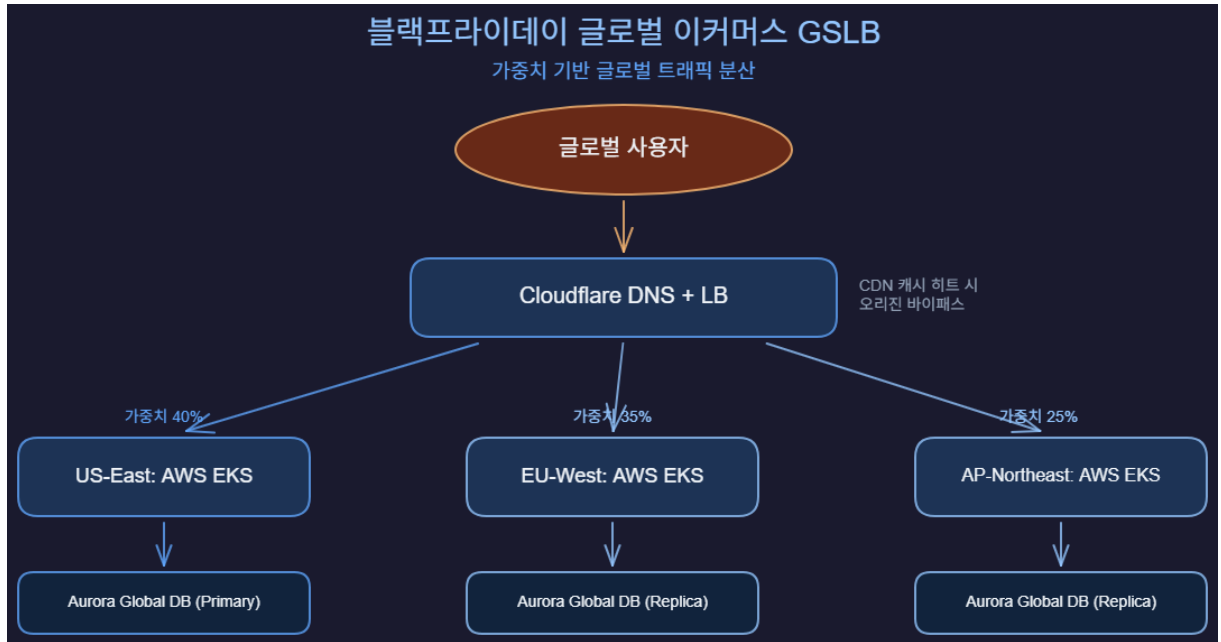 블랙프라이데이 글로벌 이커머스 GSLB
가중치 기반 글로벌 트래픽 분산
글로벌 사용자
Cloudflare DNS + LB
CDN 캐시 히트 시
오리진 바이패스
가중치 40%
가중치 35%
가중치 25%
US-East: AWS EKS
EU-West: AWS EKS
AP-Northeast: AWS EKS
Aurora Global DB (Primary)
Aurora Global DB (Replica)
Aurora Global DB (Replica)